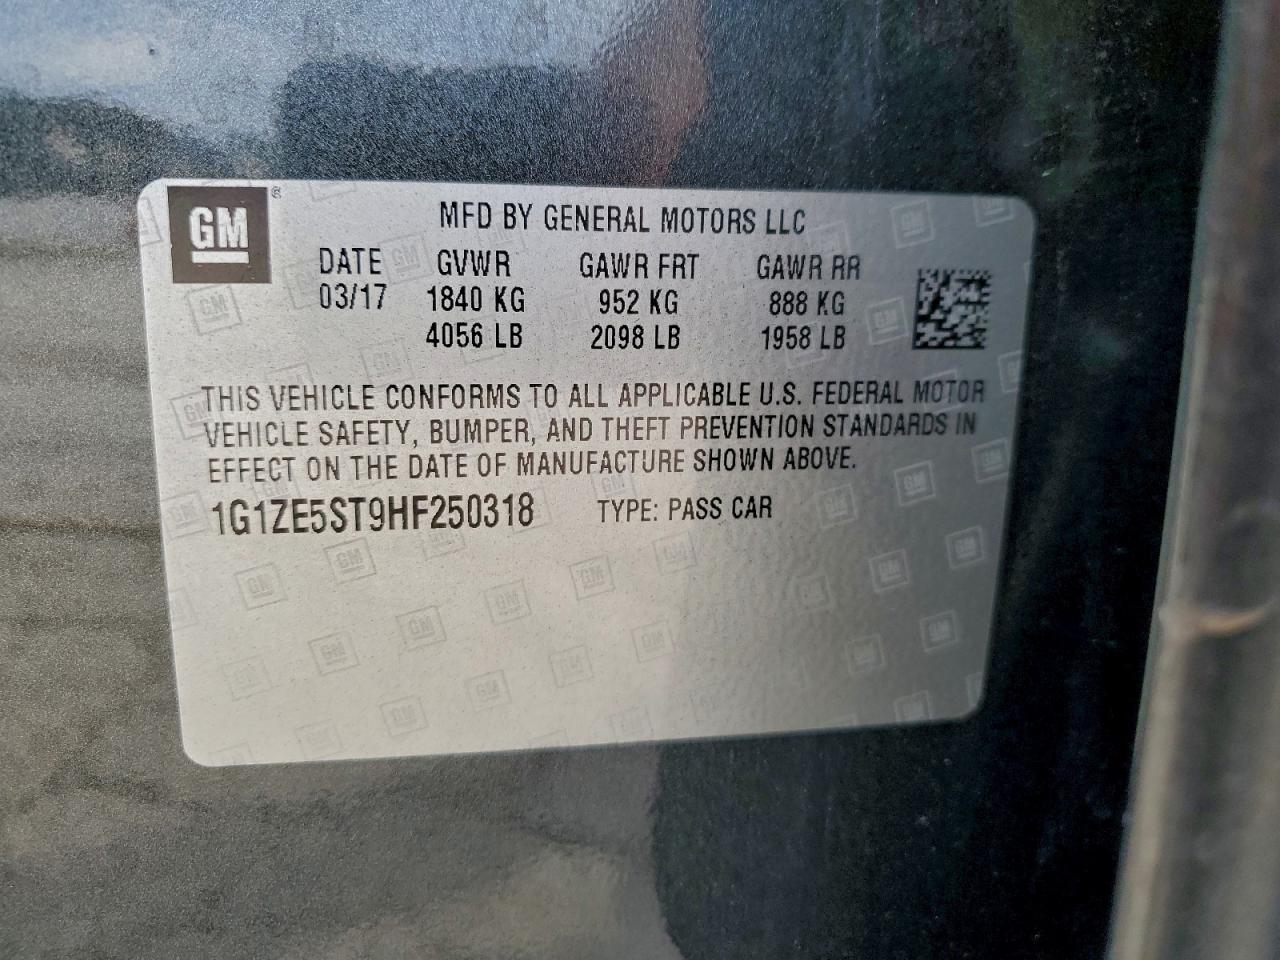 GM ®
MFD BY GENERAL MOTORS LLC
DATE GVWR GAWR FRT GAWR RR
03/17 1840 KG 952 KG 888 KG
4056 LB 2098 LB 1958 LB
THIS VEHICLE CONFORMS TO ALL APPLICABLE U.S. FEDERAL MOTOR
VEHICLE SAFETY, BUMPER, AND THEFT PREVENTION STANDARDS IN
EFFECT ON THE DATE OF MANUFACTURE SHOWN ABOVE.
1G1ZE5ST9HF250318 TYPE: PASS CAR